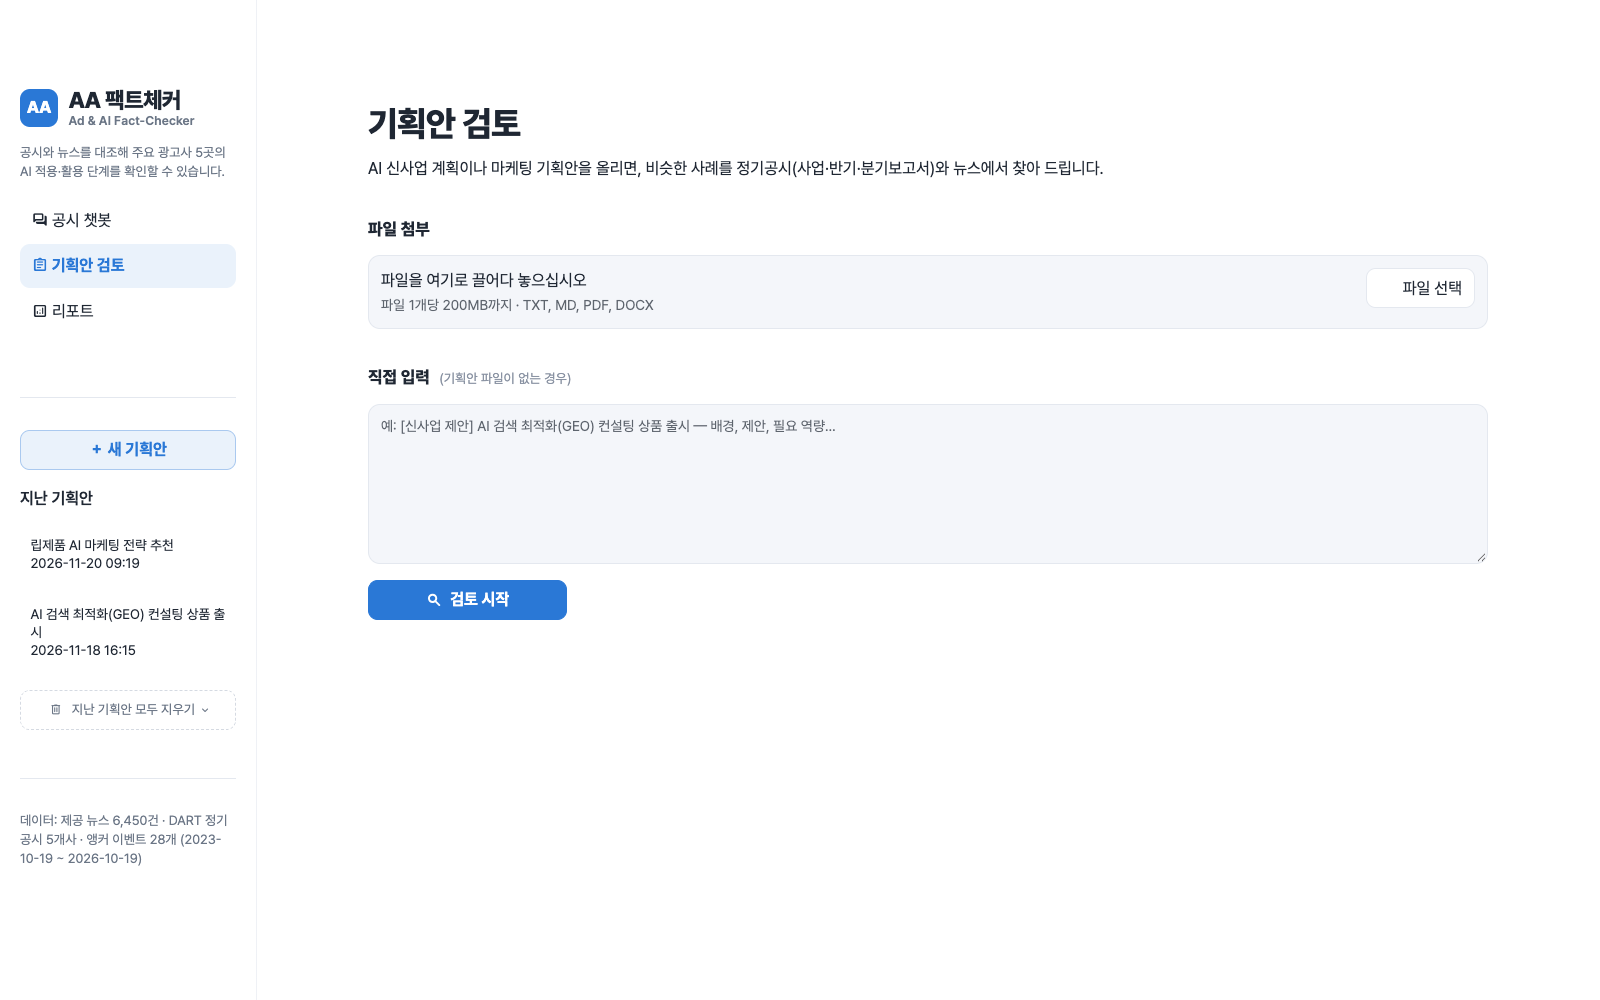 AA
AA 팩트체커
Ad & AI Fact-Checker
공시와 뉴스를 대조해 주요 광고사 5곳의
AI 적용·활용 단계를 확인할 수 있습니다.
공시 챗봇
기획안 검토
리포트
+ 새 기획안
지난 기획안
립제품 AI 마케팅 전략 추천
2026-11-20 09:19
AI 검색 최적화(GEO) 컨설팅 상품 출
시
2026-11-18 16:15
지난 기획안 모두 지우기
데이터: 제공 뉴스 6,450건 · DART 정기
공시 5개사 · 앵커 이벤트 28개 (2023-
10-19 ~ 2026-10-19)
기획안 검토
AI 신사업 계획이나 마케팅 기획안을 올리면, 비슷한 사례를 정기공시(사업·반기·분기보고서)와 뉴스에서 찾아 드립니다.
파일 첨부
파일을 여기로 끌어다 놓으십시오
파일 1개당 200MB까지 · TXT, MD, PDF, DOCX
파일 선택
직접 입력 (기획안 파일이 없는 경우)
예: [신사업 제안] AI 검색 최적화(GEO) 컨설팅 상품 출시 — 배경, 제안, 필요 역량...
검토 시작